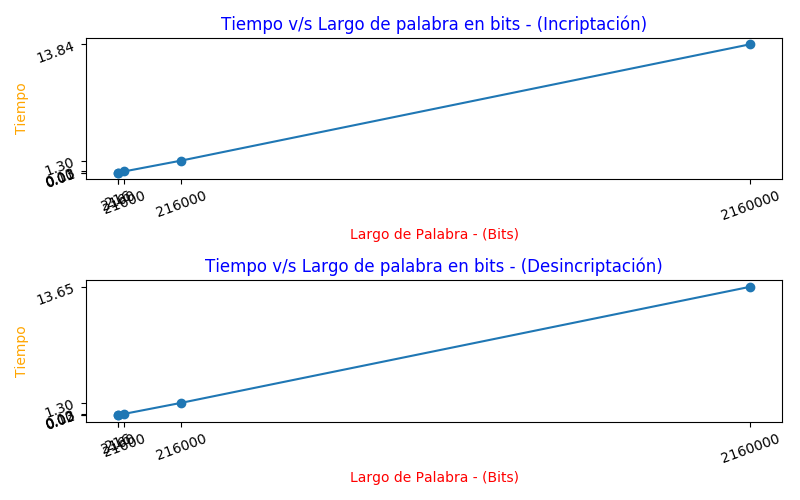 Tiempo v/s Largo de palabra en bits - (Incriptación)
13.84
Tiempo
1.30
216000
2160000
Largo de Palabra - (Bits)
Tiempo v/s Largo de palabra en bits - (Desincriptación)
13.65
Tiempo
1.30
216000
2160000
Largo de Palabra - (Bits)